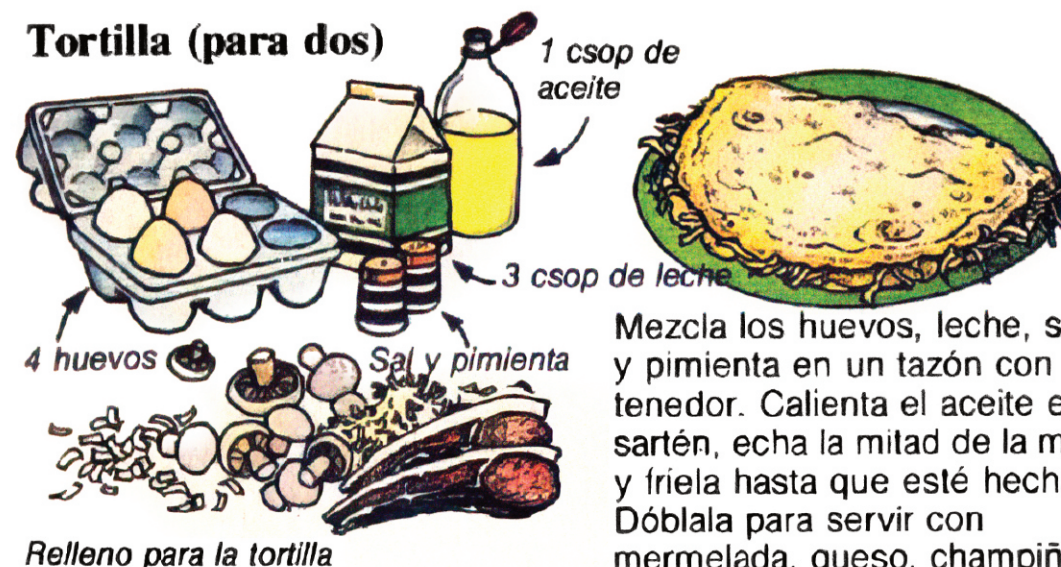 Tortilla (para dos)
1 csop de
aceite
3 csop de leche
4 huevos
Sal y pimienta
Relleno para la tortilla
Mezcla los huevos, leche, s
y pimienta en un tazón con
tenedor. Calienta el aceite e
sartén, echa la mitad de la m
y fríela hasta que esté hech
Dóblala para servir con
mermelada, queso, champiñ